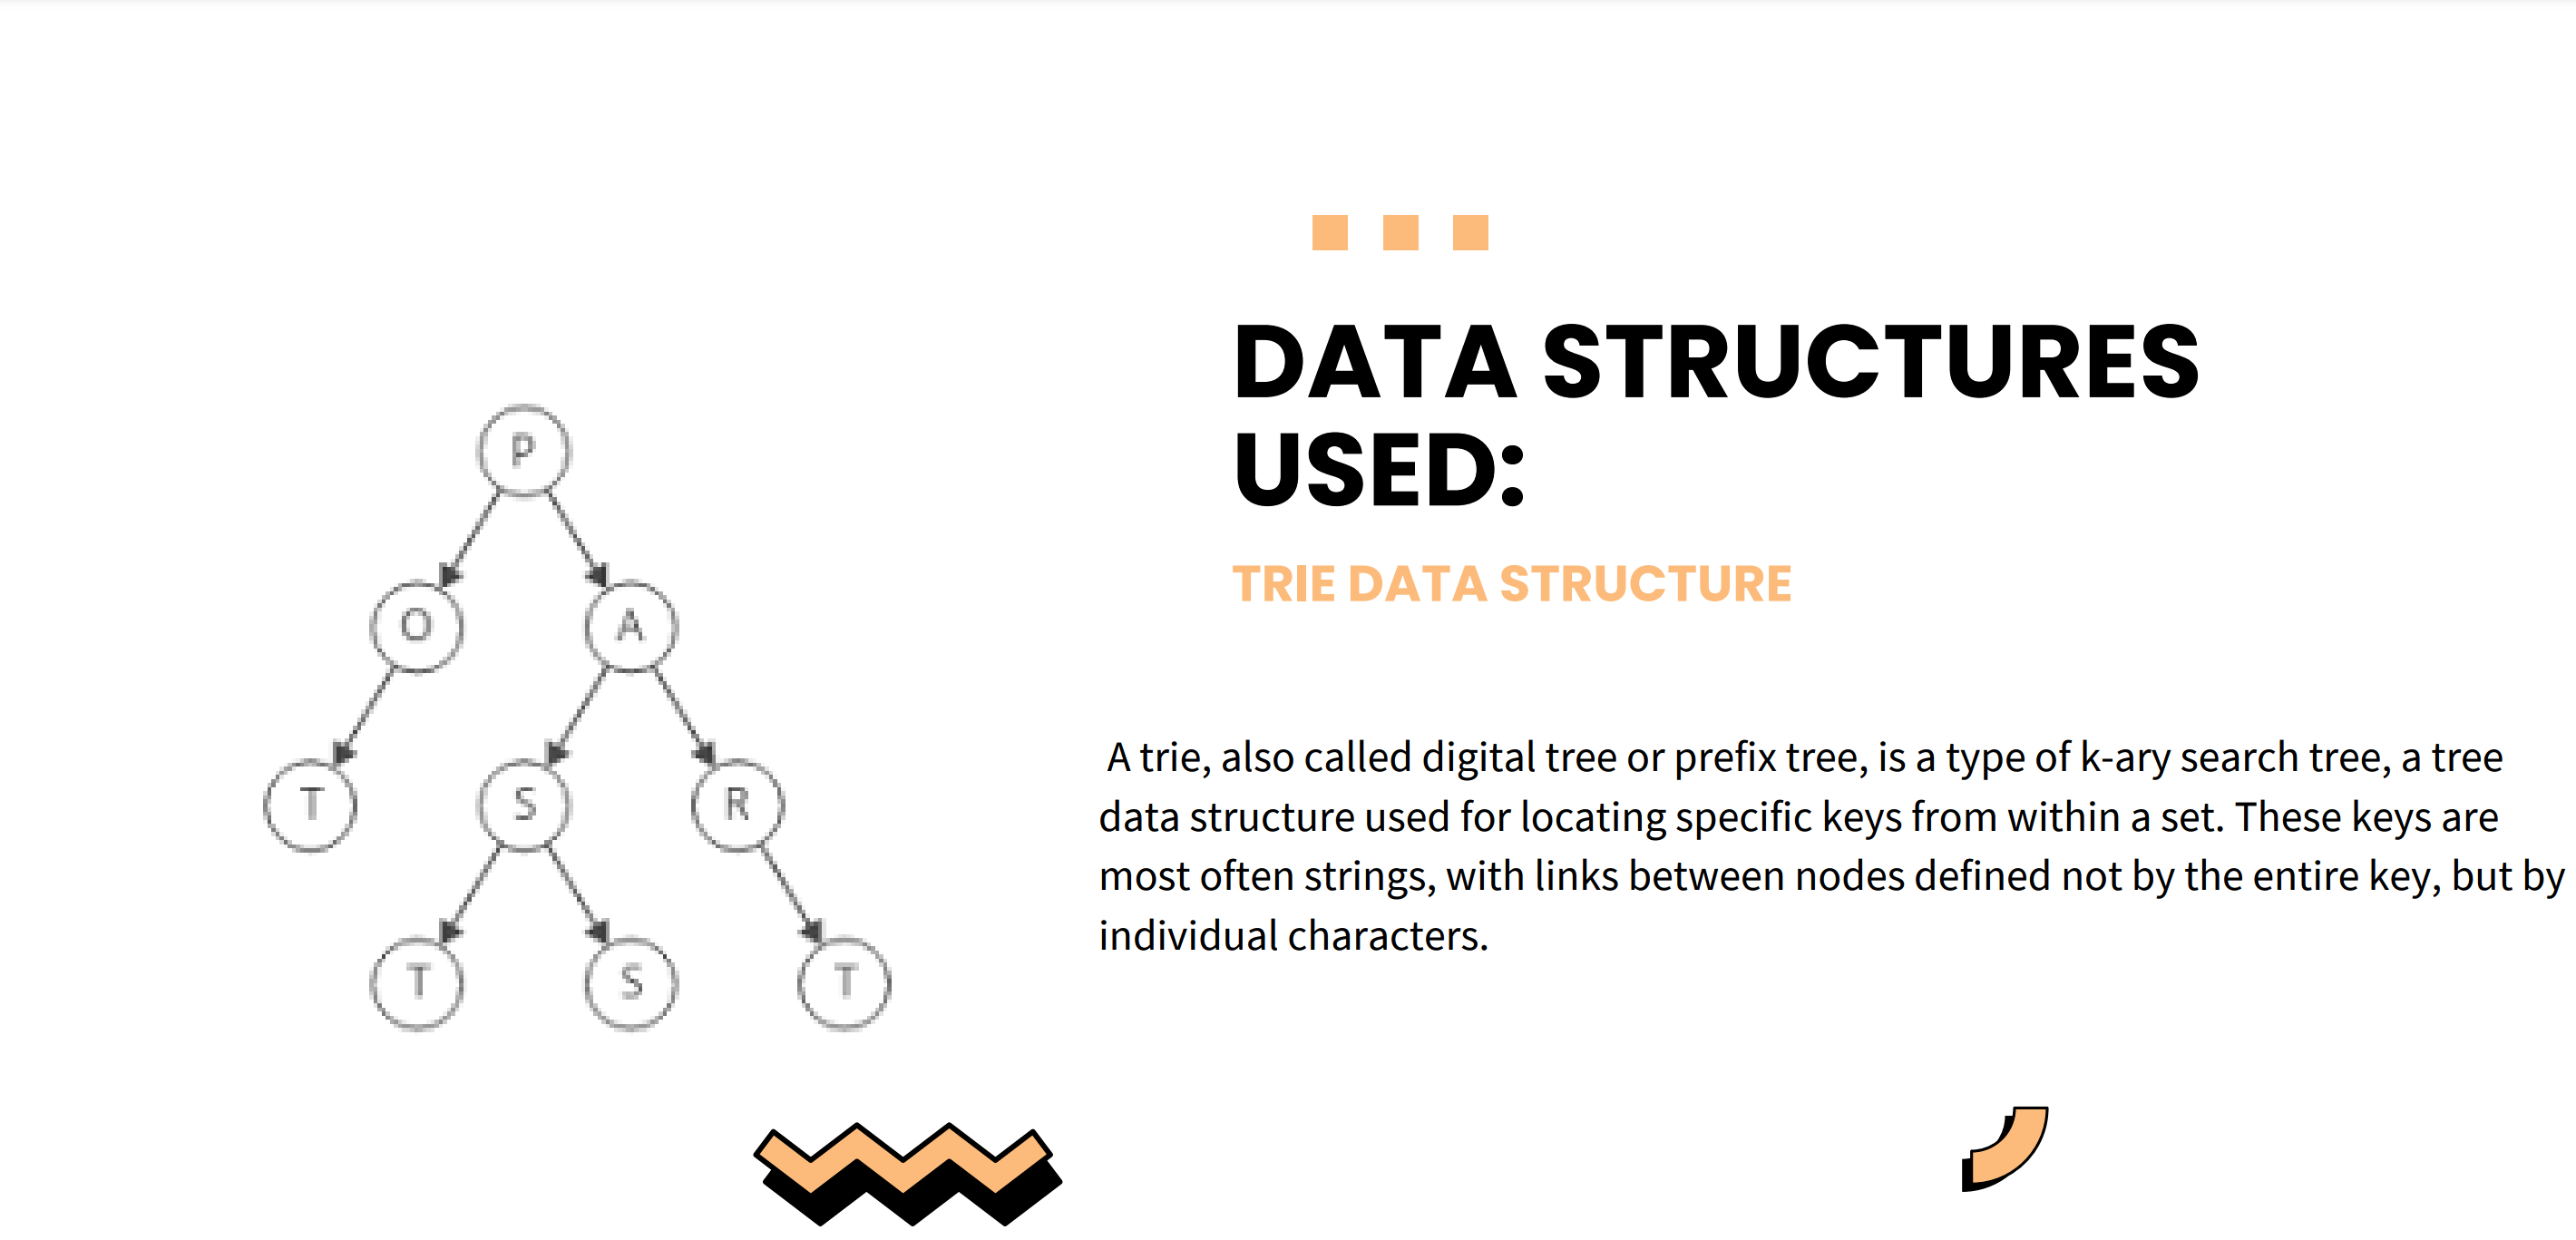 DATA STRUCTURES
USED:
TRIE DATA STRUCTURE
A trie, also called digital tree or prefix tree, is a type of k-ary search tree, a tree
data structure used for locating specific keys from within a set. These keys are
most often strings, with links between nodes defined not by the entire key, but by
individual characters.
P
O A
T S R
T S T